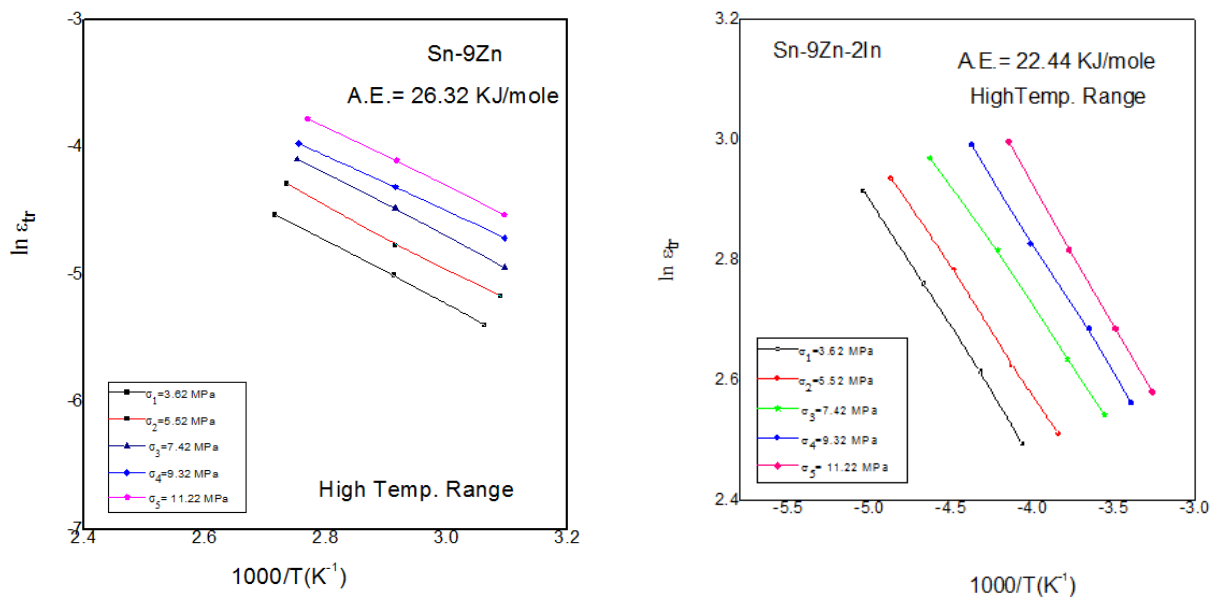 -3
-4
-5
-6
-7
2.4
2.6
2.8
3.0
3.2
ln εtr
1000/T(K-1)
Sn-9Zn
A.E.= 26.32 KJ/mole
σ1=3.62 MPa
σ2=5.52 MPa
σ3=7.42 MPa
σ4=9.32 MPa
σ5= 11.22 MPa
High Temp. Range
3.2
3.0
2.8
2.6
2.4
-5.5
-5.0
-4.5
-4.0
-3.5
-3.0
ln εtr
1000/T(K-1)
Sn-9Zn-2In
A.E.= 22.44 KJ/mole
HighTemp. Range
σ1=3.62 MPa
σ2=5.52 MPa
σ3=7.42 MPa
σ4=9.32 MPa
σ5= 11.22 MPa